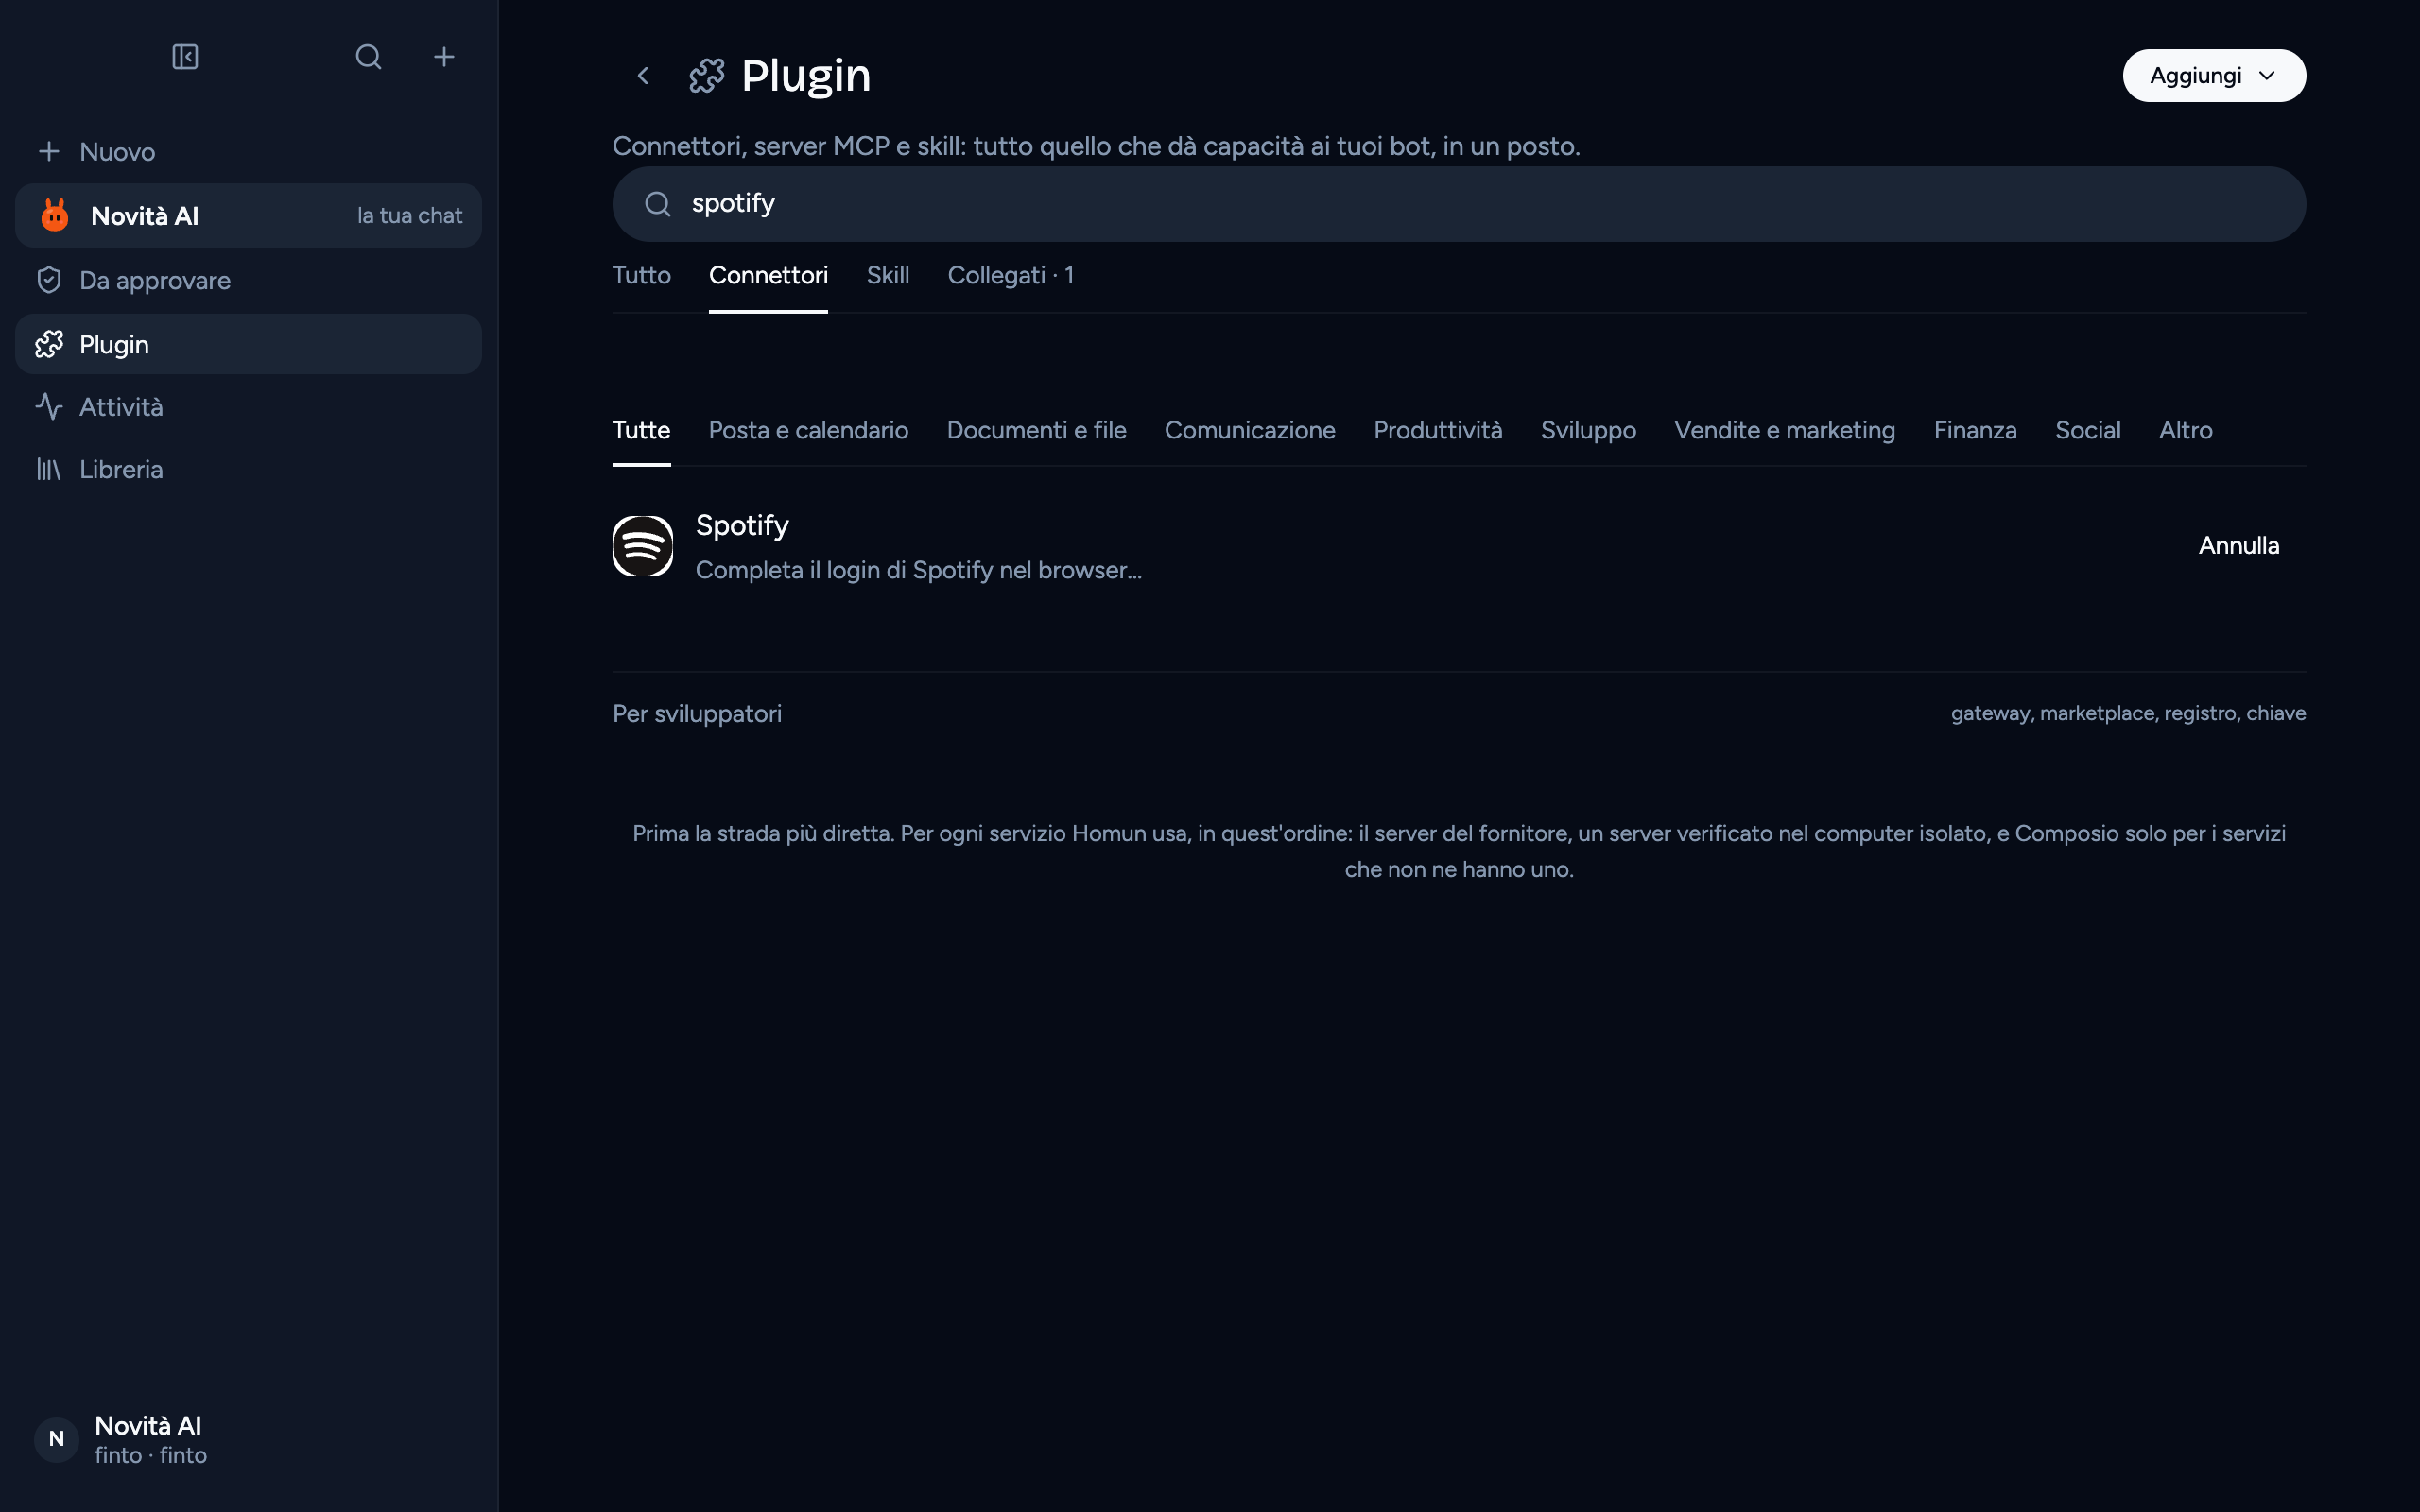 Nuovo
Novità AI
la tua chat
Da approvare
Plugin
Attività
Libreria
Novità AI
N
finto · finto
Plugin
Aggiungi
Connettori, server MCP e skill: tutto quello che dà capacità ai tuoi bot, in un posto.
spotify
Tutto Connettori Skill Collegati · 1
Tutte Posta e calendario Documenti e file Comunicazione Produttività Sviluppo Vendite e marketing Finanza Social Altro
Spotify
Completa il login di Spotify nel browser...
Annulla
Per sviluppatori
gateway, marketplace, registro, chiave
Prima la strada più diretta. Per ogni servizio Homun usa, in quest'ordine: il server del fornitore, un server verificato nel computer isolato, e Composio solo per i servizi
che non ne hanno uno.